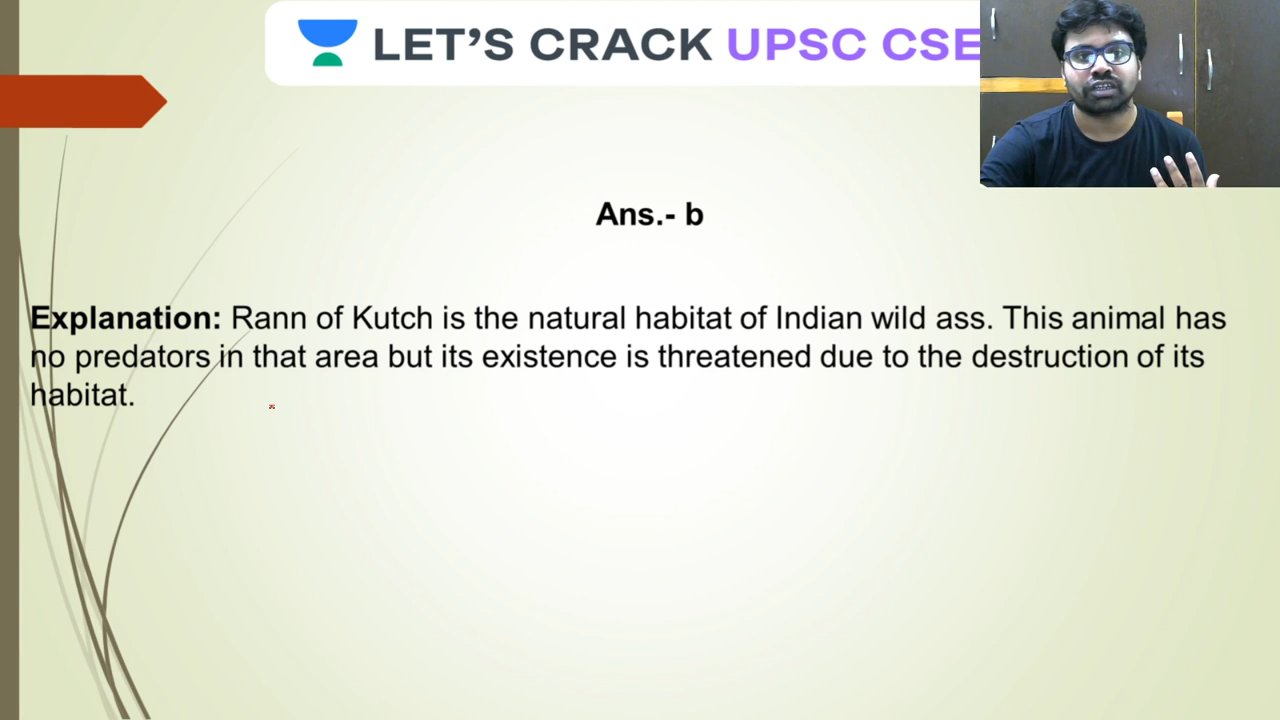 LET'S CRACK UPSC CSE
Ans.- b
Explanation: Rann of Kutch is the natural habitat of Indian wild ass. This animal has
no predators in that area but its existence is threatened due to the destruction of its
habitat.